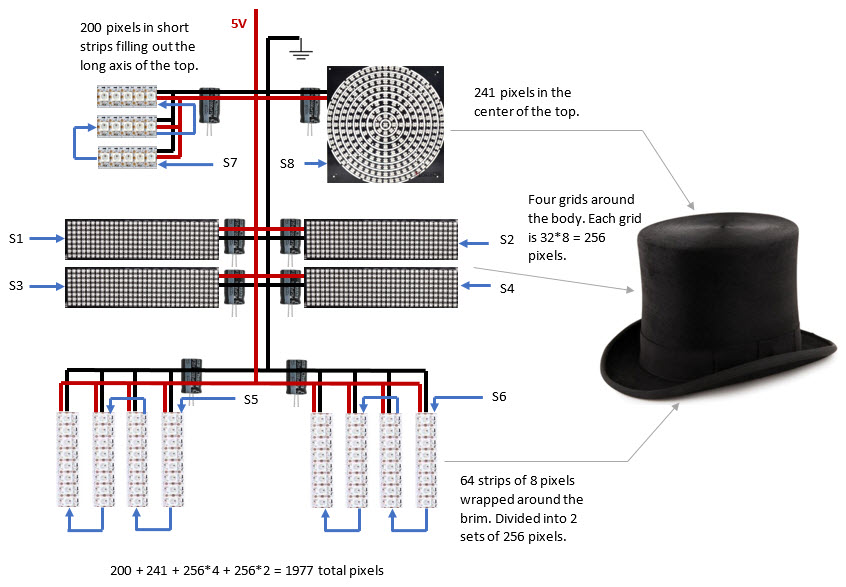 200 pixels in short
strips filling out the
long axis of the top.
5V
241 pixels in the
center of the top.
S7
S8
Four grids around
the body. Each grid
is 32*8 = 256
pixels.
S1
S2
S3
S4
S5
S6
64 strips of 8 pixels
wrapped around the
brim. Divided into 2
sets of 256 pixels.
200 + 241 + 256*4 + 256*2 = 1977 total pixels